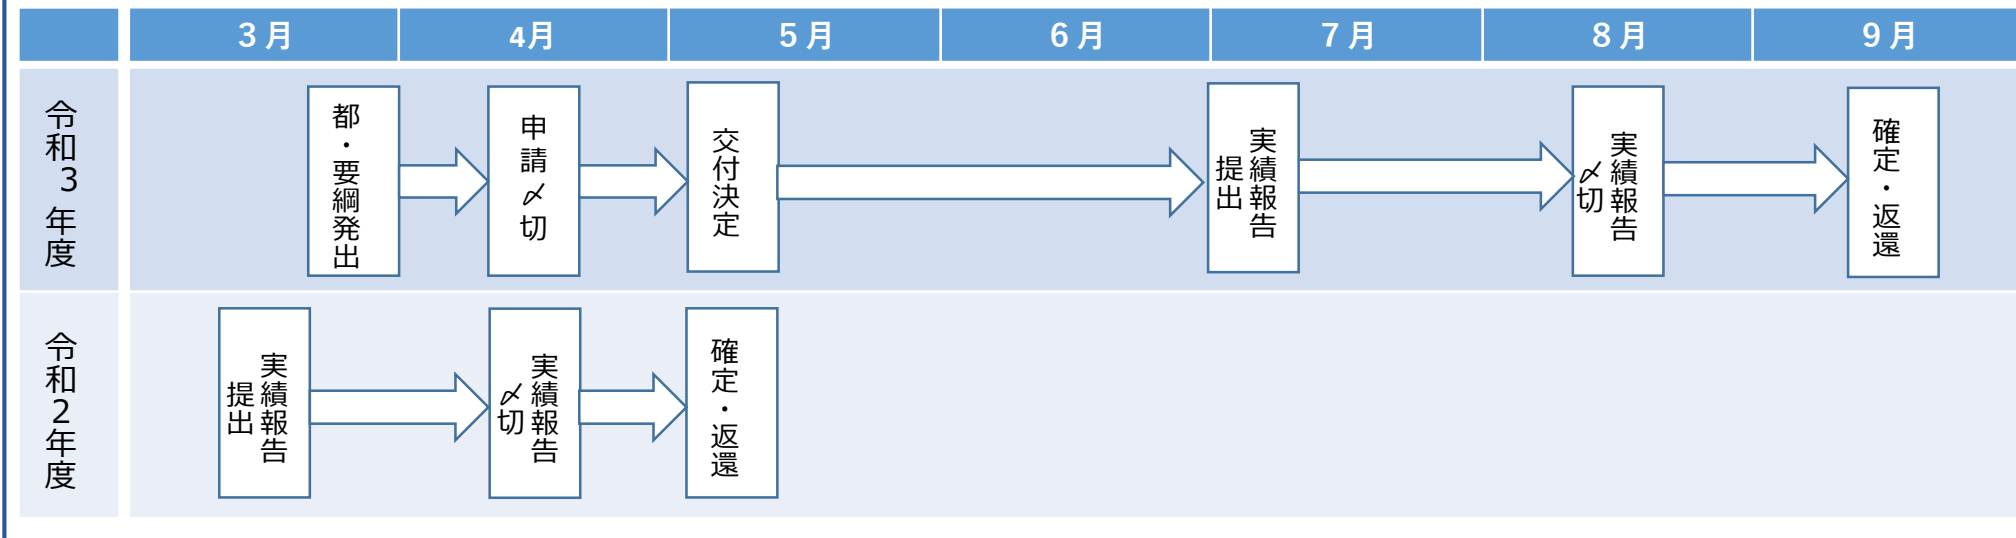 ３月
4月
５月
６月
７月
８月
９月
令和３年度
都・要綱発出
申請〆切
交付決定
実績報告
提出
実績報告
〆切
確定・返還
令和２年度
実績報告
提出
実績報告
〆切
確定・返還